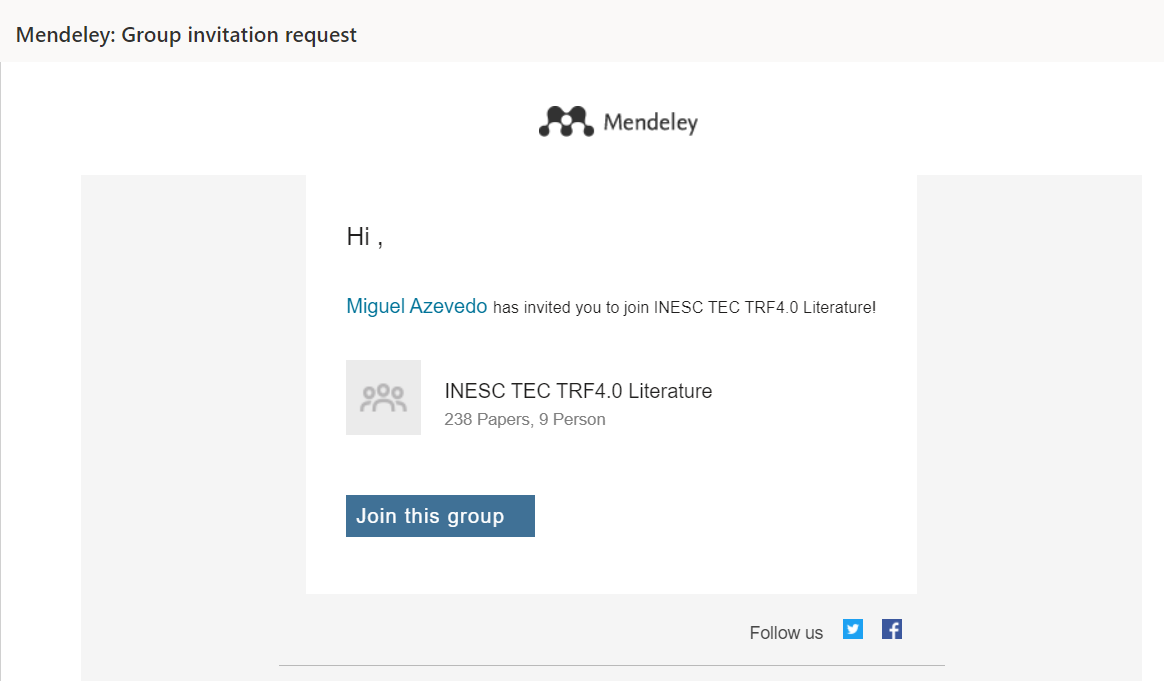 Mendeley: Group invitation request
Mendeley
Hi ,
Miguel Azevedo has invited you to join INESC TEC TRF4.0 Literature!
INESC TEC TRF4.0 Literature
238 Papers, 9 Person
Join this group
Follow us